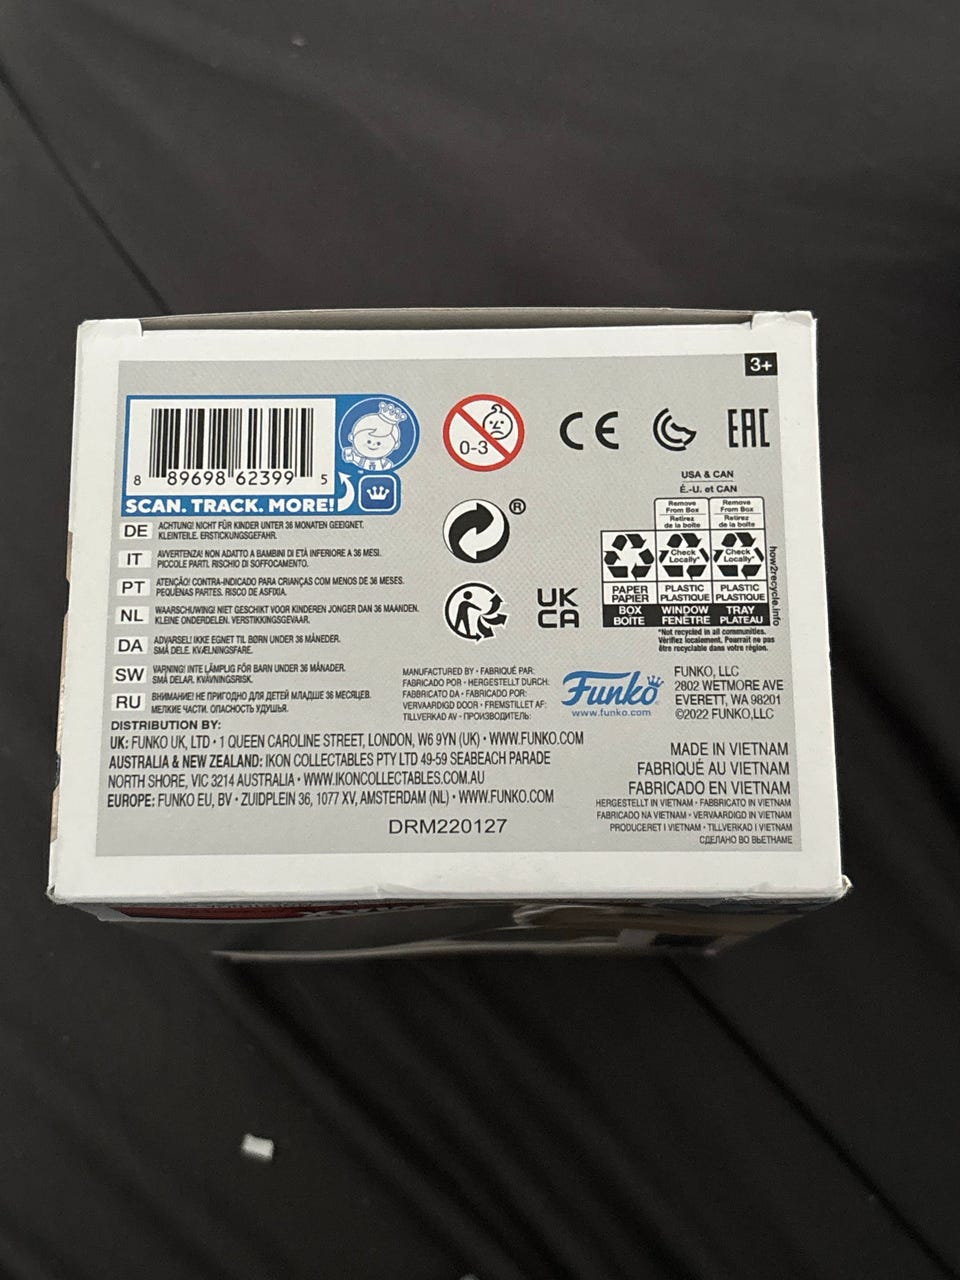 3+
8 89698 62399 5
SCAN. TRACK. MORE!
0-3
CE
EAC
®
UK
CA
USA & CAN
É.-U. et CAN
Remove From Box Retirez de la boîte
Remove From Box Retirez de la boîte
Check Locally*
Check Locally*
PAPER PAPIER
PLASTIC PLASTIQUE
PLASTIC PLASTIQUE
BOX BOÎTE
WINDOW FENÊTRE
TRAY PLATEAU
how2recycle.info
*Not recycled in all communities.
Vérifiez localement. Pourrait ne pas
être recyclable dans votre région.
DE ACHTUNG! NICHT FÜR KINDER UNTER 36 MONATEN GEEIGNET.
KLEINTEILE. ERSTICKUNGSGEFAHR.
IT AVVERTENZA! NON ADATTO A BAMBINI DI ETÀ INFERIORE A 36 MESI.
PICCOLE PARTI. RISCHIO DI SOFFOCAMENTO.
PT ATENÇÃO! CONTRA-INDICADO PARA CRIANÇAS COM MENOS DE 36 MESES.
PEQUENAS PARTES. RISCO DE ASFIXIA.
NL WAARSCHUWING! NIET GESCHIKT VOOR KINDEREN JONGER DAN 36 MAANDEN.
KLEINE ONDERDELEN. VERSTIKKINGSGEVAAR.
DA ADVARSEL! IKKE EGNET TIL BØRN UNDER 36 MÅNEDER.
SMÅ DELE. KVÆLNINGSFARE.
SW VARNING! INTE LÄMPLIG FÖR BARN UNDER 36 MÅNADER.
SMÅ DELAR. KVÄVNINGSRISK.
RU ВНИМАНИЕ! НЕ ПРИГОДНО ДЛЯ ДЕТЕЙ МЛАДШЕ 36 МЕСЯЦЕВ.
МЕЛКИЕ ЧАСТИ. ОПАСНОСТЬ УДУШЬЯ.
MANUFACTURED BY • FABRIQUÉ PAR:
FABRICADO POR • HERGESTELLT DURCH:
FABBRICATO DA • FABRICADO POR:
VERVAARDIGD DOOR • FREMSTILLET AF:
TILLVERKAD AV • ПРОИЗВОДИТЕЛЬ:
Funko
www.funko.com
FUNKO, LLC
2802 WETMORE AVE
EVERETT, WA 98201
©2022 FUNKO,LLC
DISTRIBUTION BY:
UK: FUNKO UK, LTD • 1 QUEEN CAROLINE STREET, LONDON, W6 9YN (UK) • WWW.FUNKO.COM
AUSTRALIA & NEW ZEALAND: IKON COLLECTABLES PTY LTD 49-59 SEABEACH PARADE
NORTH SHORE, VIC 3214 AUSTRALIA • WWW.IKONCOLLECTABLES.COM.AU
EUROPE: FUNKO EU, BV • ZUIDPLEIN 36, 1077 XV, AMSTERDAM (NL) • WWW.FUNKO.COM
DRM220127
MADE IN VIETNAM
FABRIQUÉ AU VIETNAM
FABRICADO EN VIETNAM
HERGESTELLT IN VIETNAM • FABBRICATO IN VIETNAM
FABRICADO NA VIETNAM • VERVAARDIGD IN VIETNAM
PRODUCERET I VIETNAM • TILLVERKAD I VIETNAM
СДЕЛАНО ВО ВЬЕТНАМЕ